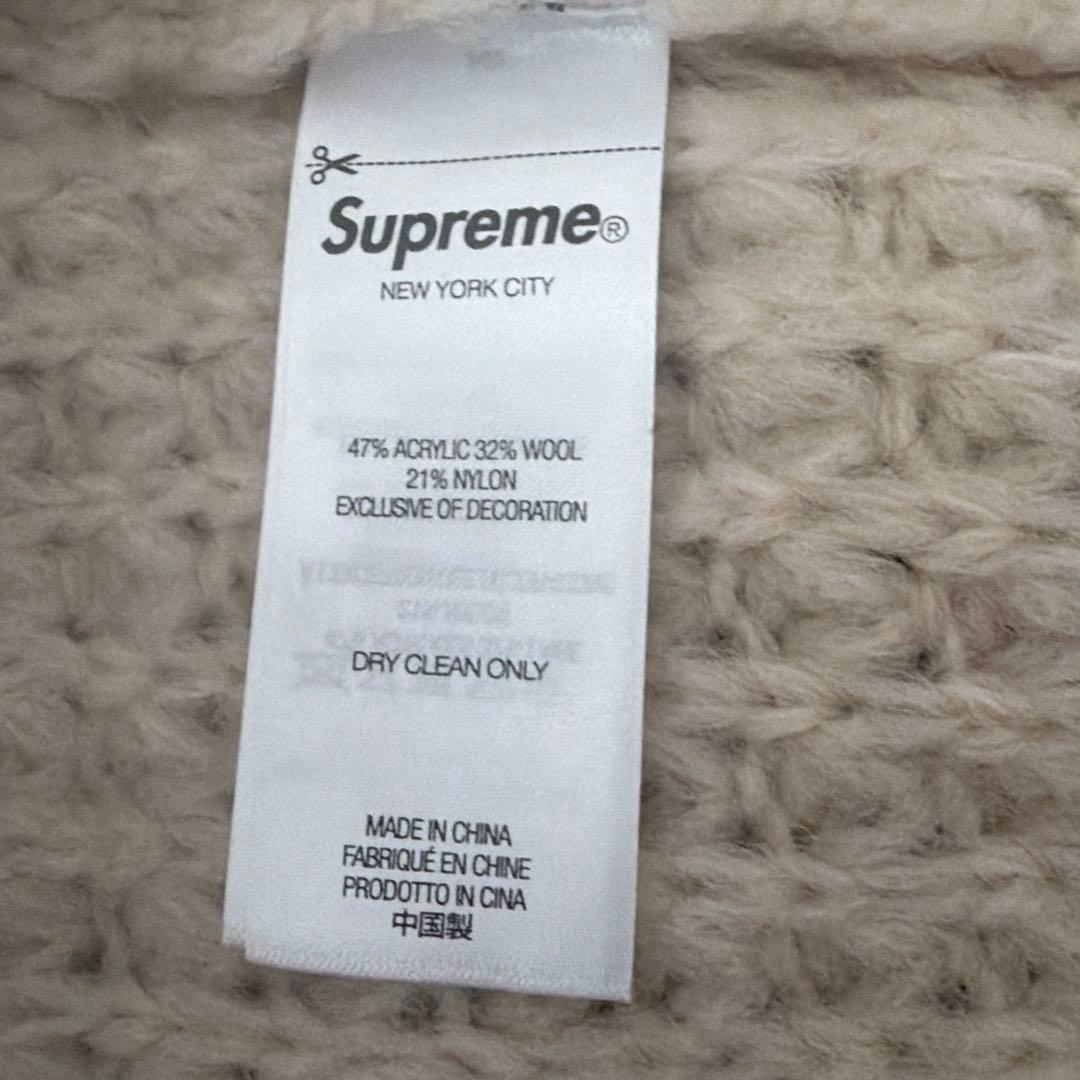 Supreme®
NEW YORK CITY
47% ACRYLIC 32% WOOL
21% NYLON
EXCLUSIVE OF DECORATION
DRY CLEAN ONLY
MADE IN CHINA
FABRIQUÉ EN CHINE
PRODOTTO IN CINA
中国製